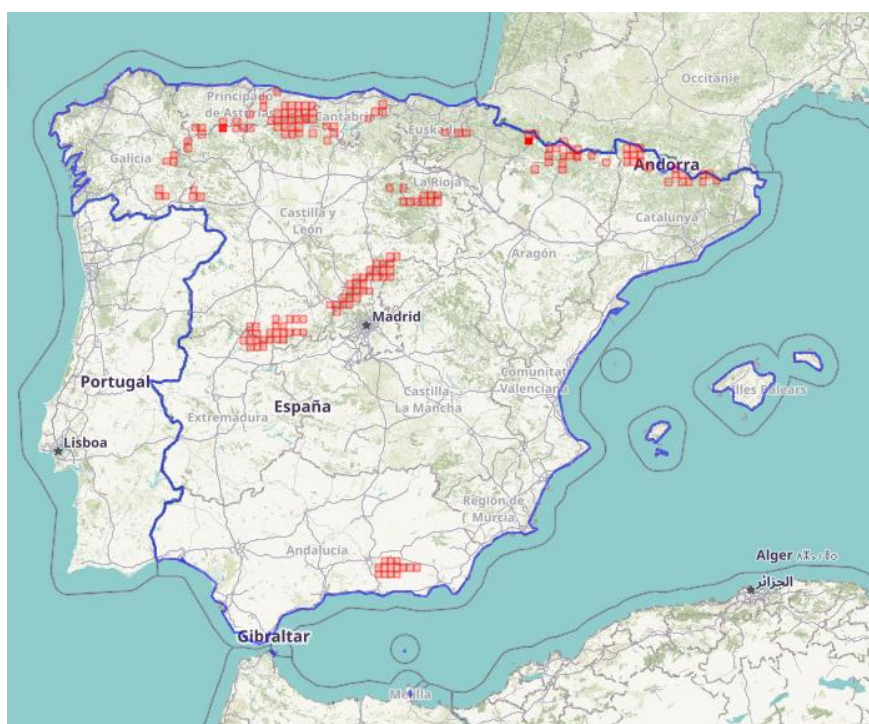 Occitanie
Principado
de Asturias
Cantabria
Euskadi
Galicia
Andorra
La Rioja
Castilla y
León
Catalunya
Aragón
Madrid
Portugal
España
Extremadura
Castilla
La Mancha
Comunitat
Valenciana
Illes Balears
Lisboa
Región de
Murcia
Andalucía
Alger
الجزائر
Gibraltar
Melilla